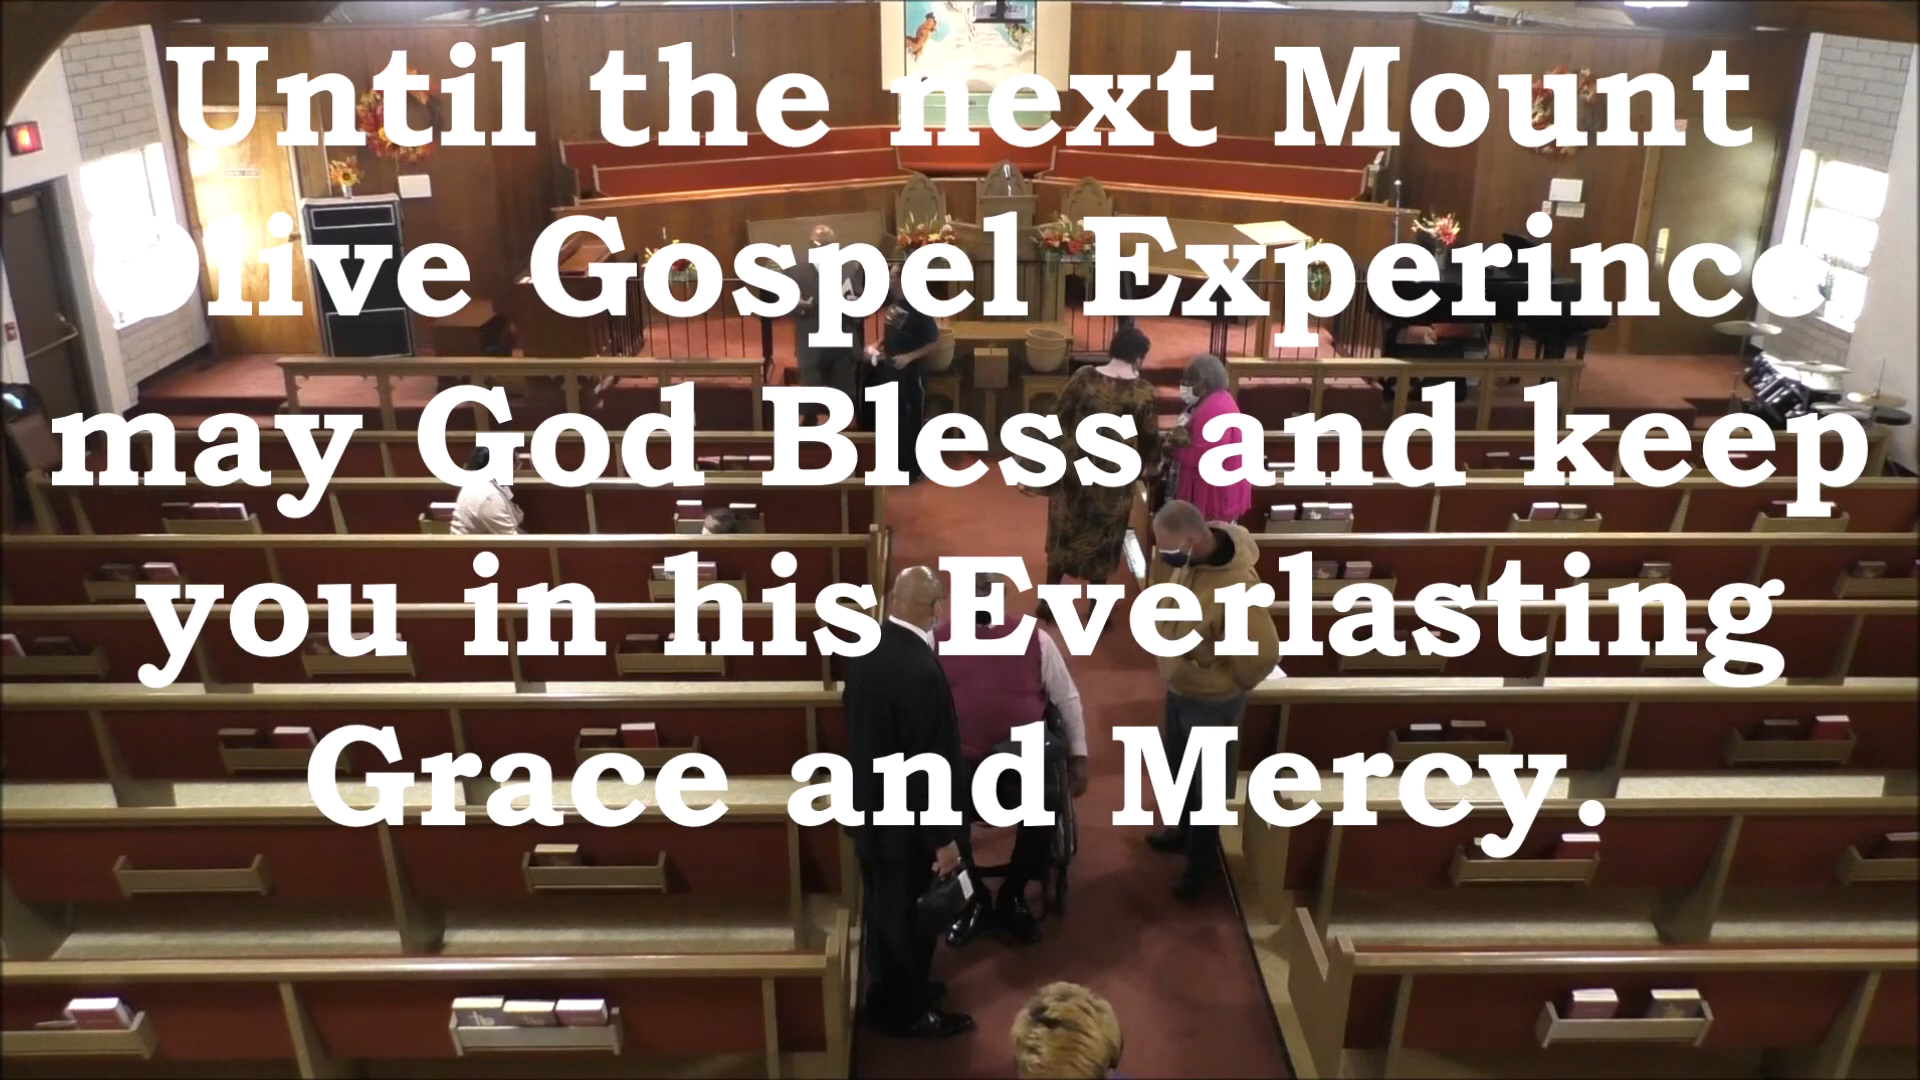 Until the next Mount
Olive Gospel Experince
may God Bless and keep
you in his Everlasting
Grace and Mercy.